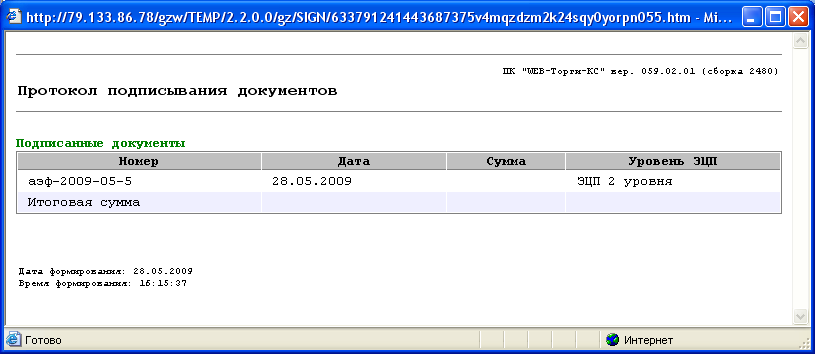 http://79.133.86.78/gzw/TEMP/2.2.0.0/gz/SIGN/633791241443687375v4mqzdzm2k24sqy0yorpn055.htm - Mi...
ПК "WEB-Торги-КС" вер. 059.02.01 (сборка 2480)
Протокол подписывания документов
Подписанные документы
Номер Дата Сумма Уровень ЭЦП
аэф-2009-05-5 28.05.2009 ЭЦП 2 уровня
Итоговая сумма
Дата формирования: 28.05.2009
Время формирования: 16:15:37
Готово Интернет